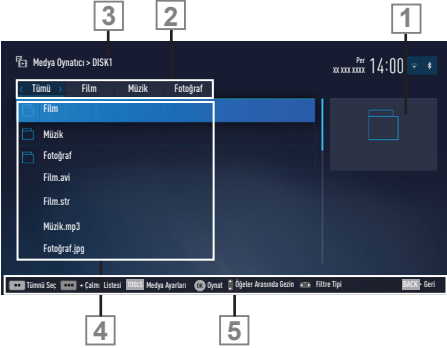 3
2
1
Medya Oynatıcı > DISK1
Per
xx xxx xxxx
14:00
‹ Tümü › Film Müzik Fotoğraf
Film
Müzik
Fotoğraf
Film.avi
Film.str
Müzik.mp3
Fotoğraf.jpg
Tümnü Seç + Çalmı Listesi TOOLS Medya Ayarları OK Oynat Öğeler Arasında Gezin Filtre Tipi BACK Geri
4
5